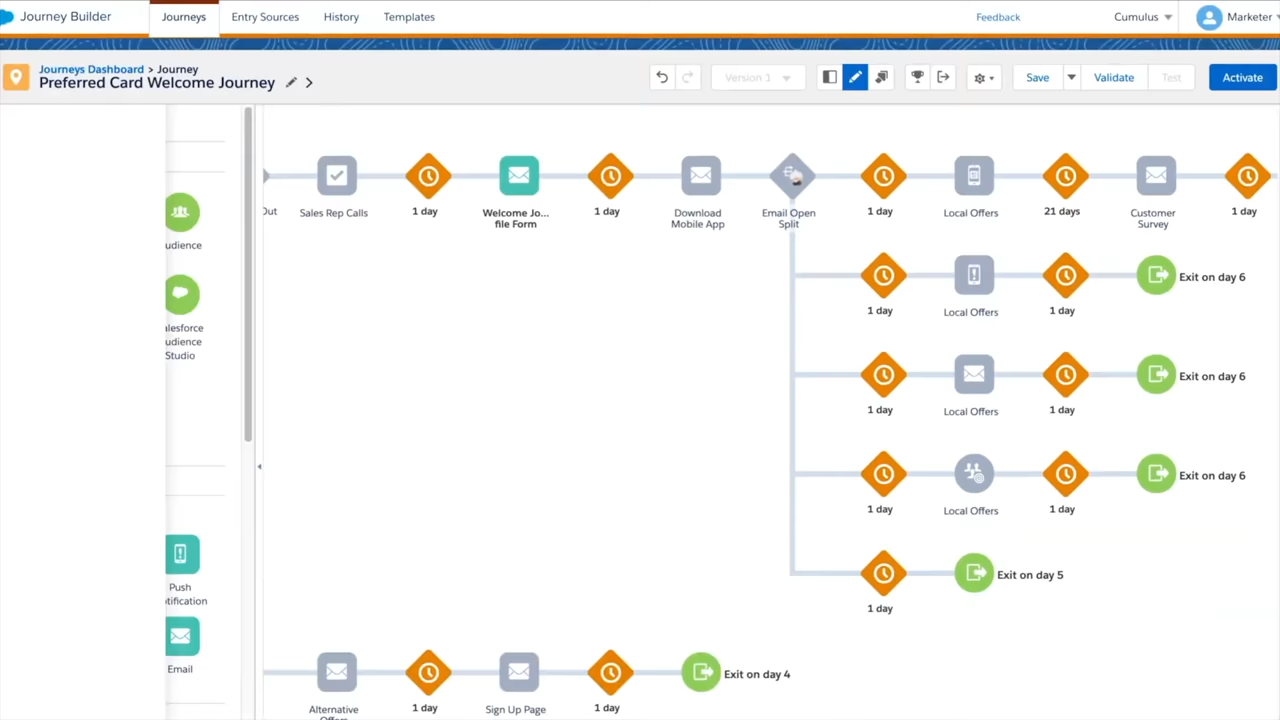 Journey Builder
Journeys
Entry Sources
History
Templates
Feedback
Cumulus
Marketer
Journeys Dashboard > Journey
Preferred Card Welcome Journey
Version 1
Save
Validate
Test
Activate
Out
Sales Rep Calls
1 day
Welcome Jo...
file Form
1 day
Download
Mobile App
Email Open
Split
1 day
Local Offers
21 days
Customer
Survey
1 day
udience
1 day
Local Offers
1 day
Exit on day 6
alesforce
udience
Studio
1 day
Local Offers
1 day
Exit on day 6
1 day
Local Offers
1 day
Exit on day 6
Push
otification
1 day
Exit on day 5
Email
Alternative
Offers
1 day
Sign Up Page
1 day
Exit on day 4